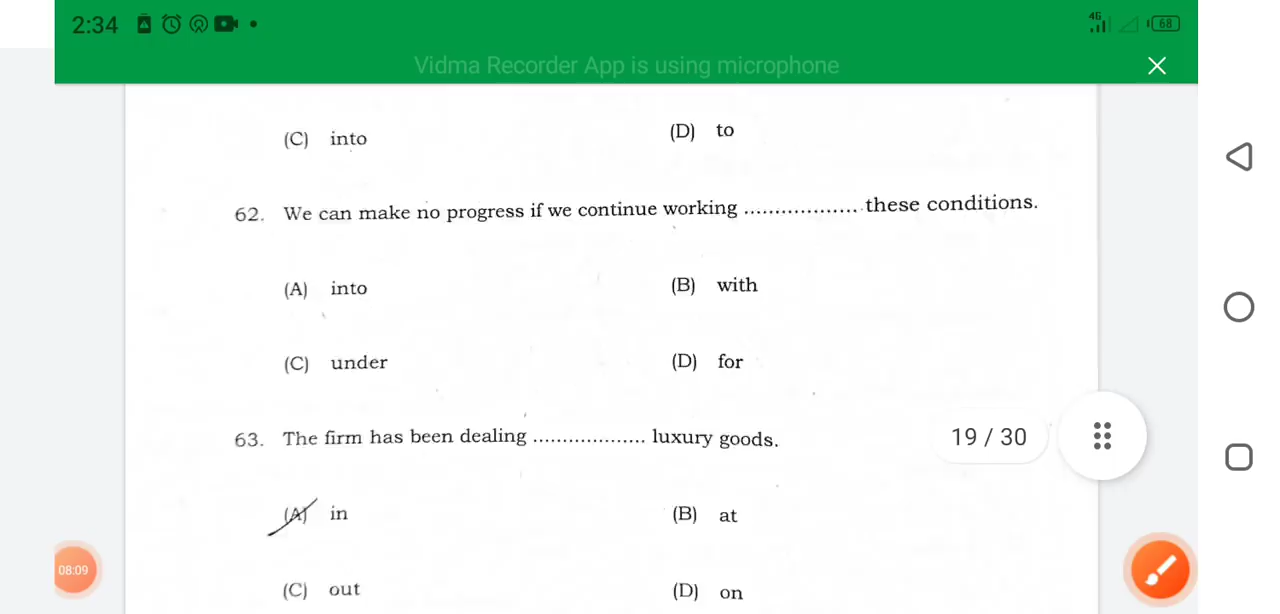 2:34
4G
68
Vidma Recorder App is using microphone
(C) into
(D) to
62. We can make no progress if we continue working .................. these conditions.
(A) into
(B) with
(C) under
(D) for
63. The firm has been dealing .................. luxury goods.
19 / 30
(A) in
(B) at
08:09
(C) out
(D) on